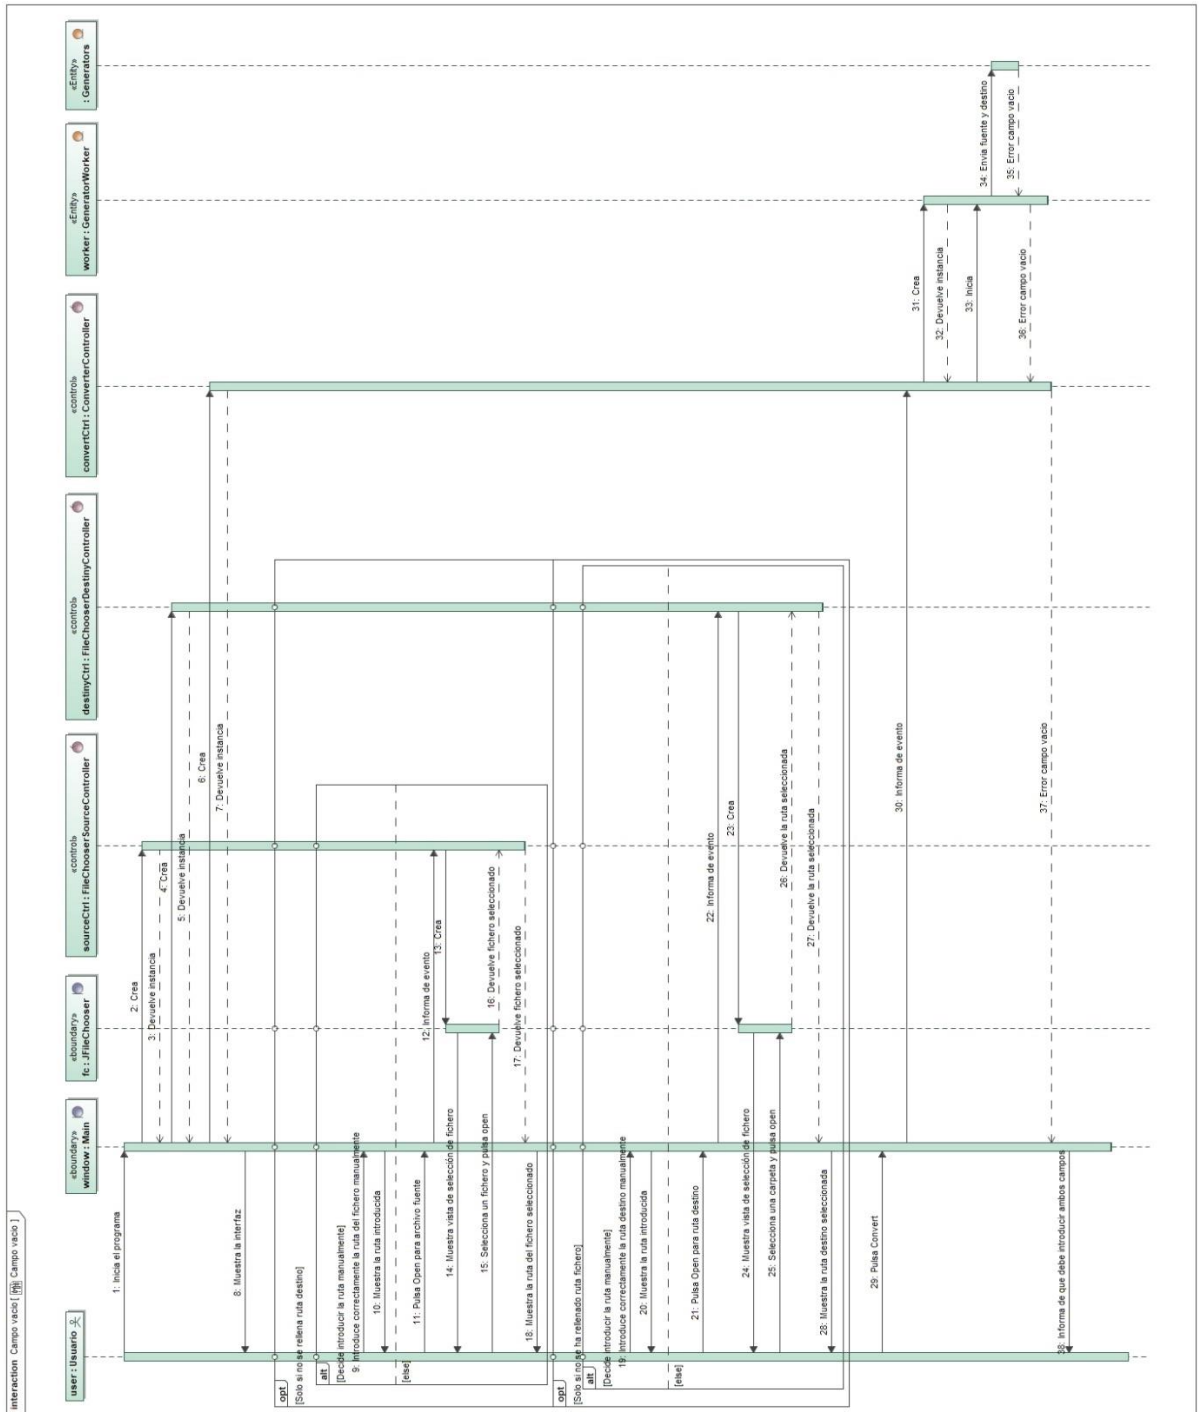 interaction Campo vacio [ Campo vacio ]
user : Usuario
«boundary»
window : Main
«boundary»
fc : JFileChooser
«control»
sourceCtrl : FileChooserSourceController
«control»
destinyCtrl : FileChooserDestinyController
«control»
convertCtrl : ConverterController
«Entity»
worker : GeneratorWorker
«Entity»
: Generators
1: Inicia el programa
2: Crea
3: Devuelve instancia
4: Crea
5: Devuelve instancia
6: Crea
7: Devuelve instancia
8: Muestra la interfaz
opt
[Solo si no se rellena ruta destino]
alt
[Decide introducir la ruta manualmente]
9: Introduce correctamente la ruta del fichero manualmente
10: Muestra la ruta introducida
[else]
11: Pulsa Open para archivo fuente
12: Informa de evento
13: Crea
14: Muestra vista de selección de fichero
15: Selecciona un fichero y pulsa open
16: Devuelve fichero seleccionado
17: Devuelve fichero seleccionado
18: Muestra la ruta del fichero seleccionado
opt
[Solo si no se ha rellenado ruta fichero]
alt
[Decide introducir la ruta manualmente]
19: Introduce correctamente la ruta destino manualmente
20: Muestra la ruta introducida
[else]
21: Pulsa Open para ruta destino
22: Informa de evento
23: Crea
24: Muestra vista de selección de fichero
25: Selecciona una carpeta y pulsa open
26: Devuelve la ruta seleccionada
27: Devuelve la ruta seleccionada
28: Muestra la ruta destino seleccionada
29: Pulsa Convert
30: Informa de evento
31: Crea
32: Devuelve instancia
33: Inicia
34: Envia fuente y destino
35: Error campo vacio
36: Error campo vacio
37: Error campo vacio
38: Informa de que debe introducir ambos campos